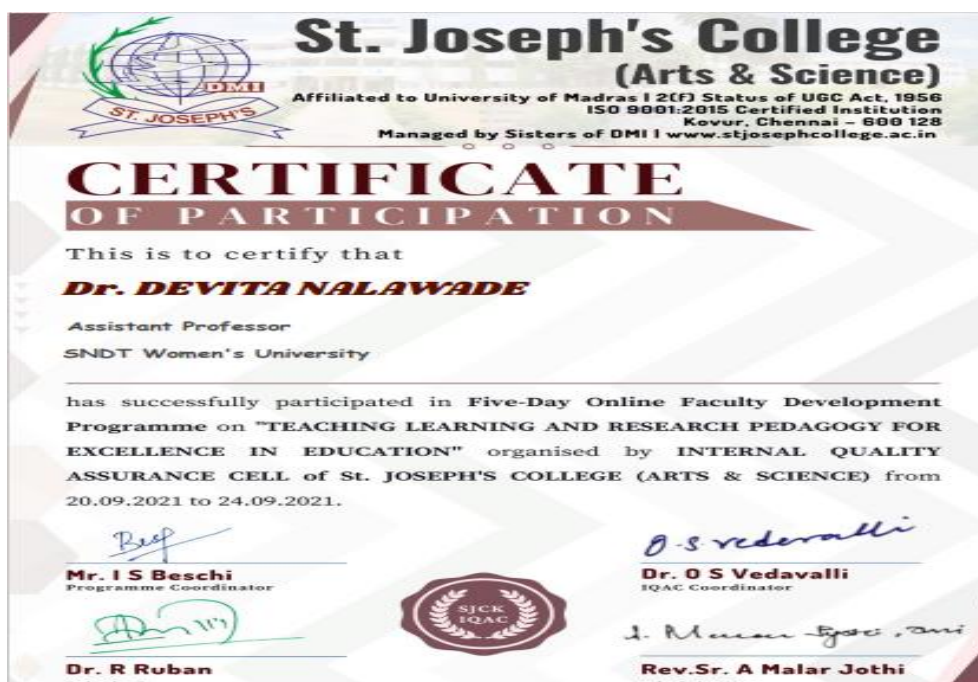 DMI
ST. JOSEPH'S
St. Joseph's College
(Arts & Science)
Affiliated to University of Madras I 2(f) Status of UGC Act, 1956
ISO 9001:2015 Certified Institution
Kovur, Chennai - 600 128
Managed by Sisters of DMI I www.stjosephcollege.ac.in
CERTIFICATE
OF PARTICIPATION
This is to certify that
Dr. DEVITA NALAWADE
Assistant Professor
SNDT Women's University
has successfully participated in Five-Day Online Faculty Development
Programme on "TEACHING LEARNING AND RESEARCH PEDAGOGY FOR
EXCELLENCE IN EDUCATION" organised by INTERNAL QUALITY
ASSURANCE CELL of St. JOSEPH'S COLLEGE (ARTS & SCIENCE) from
20.09.2021 to 24.09.2021.
O.S vedavalli
Mr. I S Beschi
Programme Coordinator
Dr. O S Vedavalli
IQAC Coordinator
SJCK
IQAC
Dr. R Ruban
Rev.Sr. A Malar Jothi